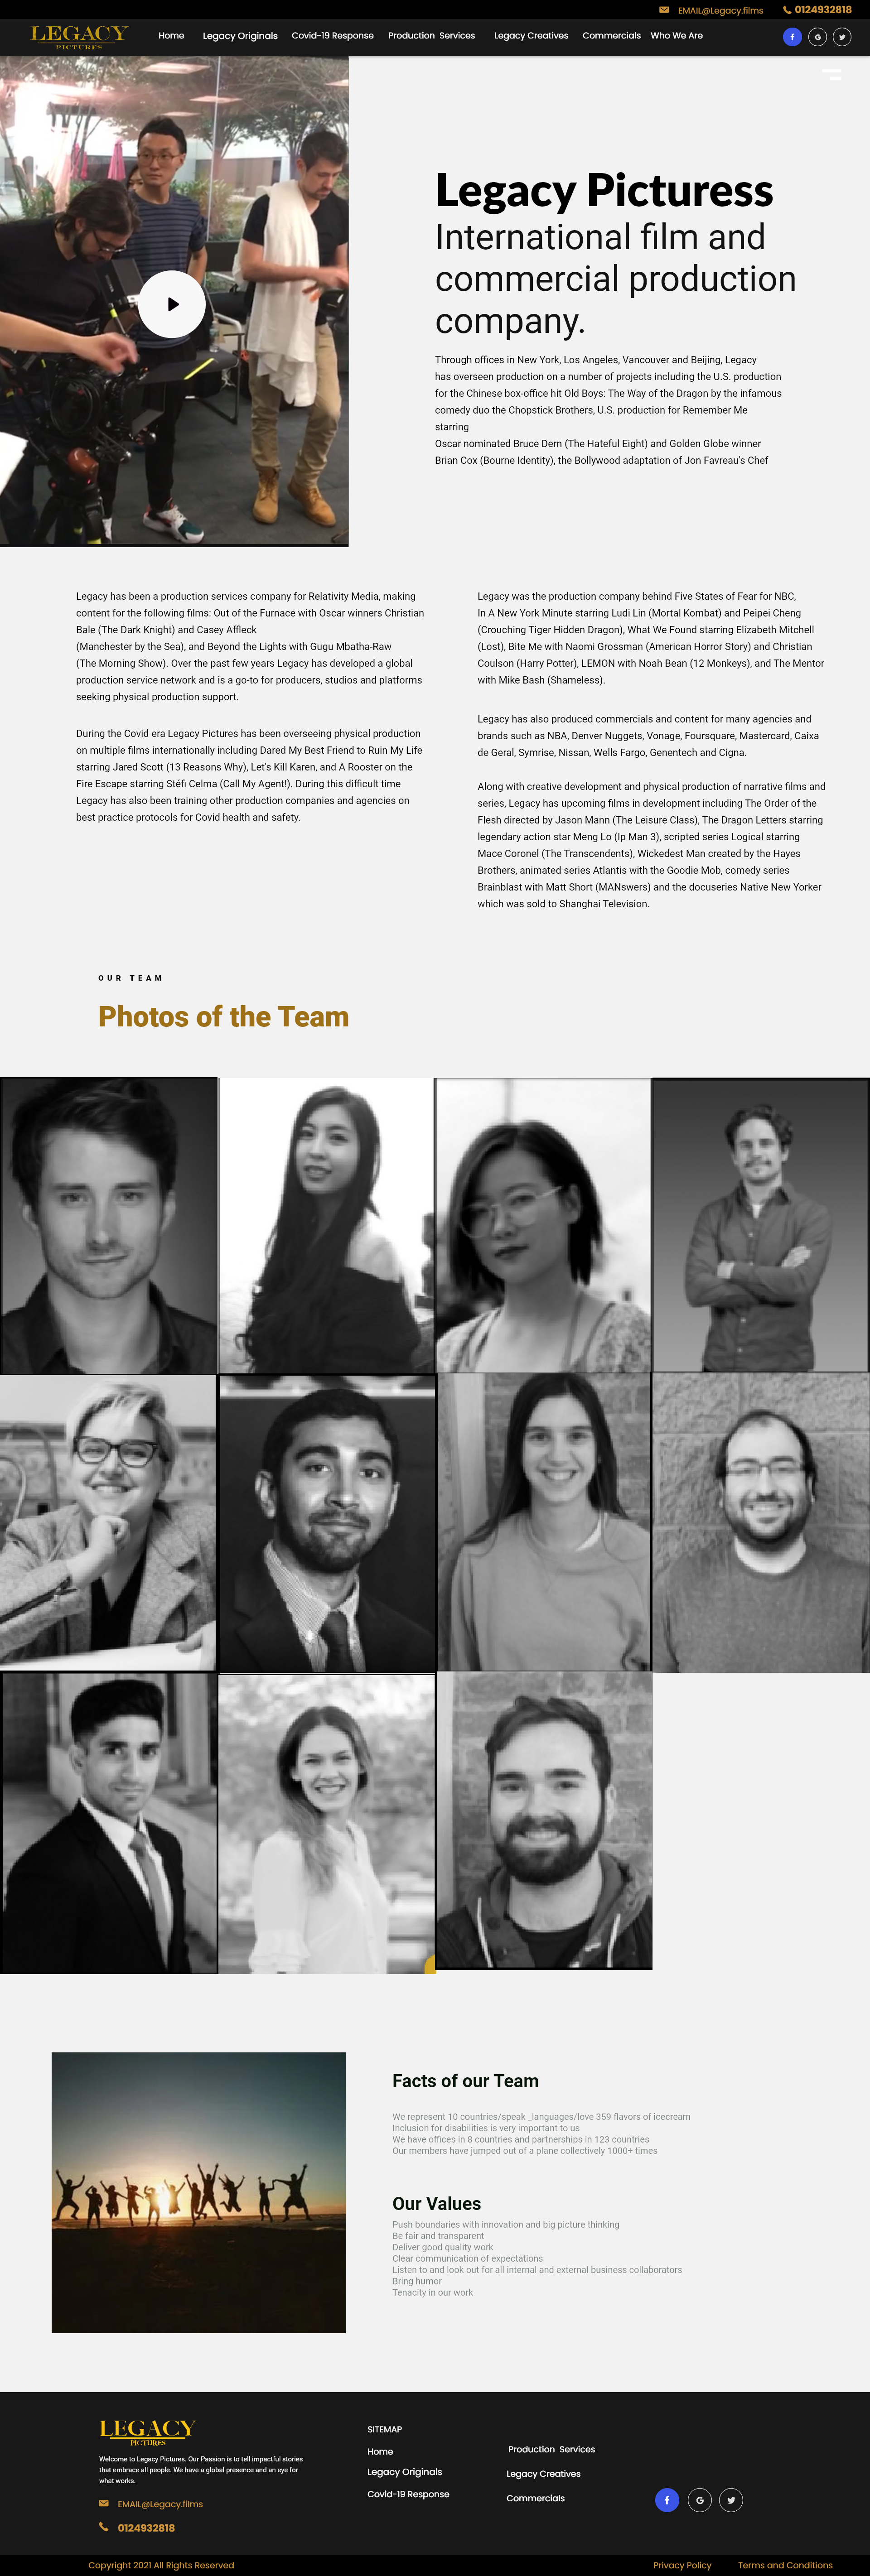 EMAIL@Legacy.films 0124932818
LEGACY
PICTURES
Home Legacy Originals Covid-19 Response Production Services Legacy Creatives Commercials Who We Are
Legacy Picturess
International film and
commercial production
company.
Through offices in New York, Los Angeles, Vancouver and Beijing, Legacy
has overseen production on a number of projects including the U.S. production
for the Chinese box-office hit Old Boys: The Way of the Dragon by the infamous
comedy duo the Chopstick Brothers, U.S. production for Remember Me
starring
Oscar nominated Bruce Dern (The Hateful Eight) and Golden Globe winner
Brian Cox (Bourne Identity), the Bollywood adaptation of Jon Favreau's Chef
Legacy has been a production services company for Relativity Media, making
content for the following films: Out of the Furnace with Oscar winners Christian
Bale (The Dark Knight) and Casey Affleck
(Manchester by the Sea), and Beyond the Lights with Gugu Mbatha-Raw
(The Morning Show). Over the past few years Legacy has developed a global
production service network and is a go-to for producers, studios and platforms
seeking physical production support.
During the Covid era Legacy Pictures has been overseeing physical production
on multiple films internationally including Dared My Best Friend to Ruin My Life
starring Jared Scott (13 Reasons Why), Let's Kill Karen, and A Rooster on the
Fire Escape starring Stéfi Celma (Call My Agent!). During this difficult time
Legacy has also been training other production companies and agencies on
best practice protocols for Covid health and safety.
Legacy was the production company behind Five States of Fear for NBC,
In A New York Minute starring Ludi Lin (Mortal Kombat) and Peipei Cheng
(Crouching Tiger Hidden Dragon), What We Found starring Elizabeth Mitchell
(Lost), Bite Me with Naomi Grossman (American Horror Story) and Christian
Coulson (Harry Potter), LEMON with Noah Bean (12 Monkeys), and The Mentor
with Mike Bash (Shameless).
Legacy has also produced commercials and content for many agencies and
brands such as NBA, Denver Nuggets, Vonage, Foursquare, Mastercard, Caixa
de Geral, Symrise, Nissan, Wells Fargo, Genentech and Cigna.
Along with creative development and physical production of narrative films and
series, Legacy has upcoming films in development including The Order of the
Flesh directed by Jason Mann (The Leisure Class), The Dragon Letters starring
legendary action star Meng Lo (Ip Man 3), scripted series Logical starring
Mace Coronel (The Transcendents), Wickedest Man created by the Hayes
Brothers, animated series Atlantis with the Goodie Mob, comedy series
Brainblast with Matt Short (MANswers) and the docuseries Native New Yorker
which was sold to Shanghai Television.
OUR TEAM
Photos of the Team
Facts of our Team
We represent 10 countries/speak _languages/love 359 flavors of icecream
Inclusion for disabilities is very important to us
We have offices in 8 countries and partnerships in 123 countries
Our members have jumped out of a plane collectively 1000+ times
Our Values
Push boundaries with innovation and big picture thinking
Be fair and transparent
Deliver good quality work
Clear communication of expectations
Listen to and look out for all internal and external business collaborators
Bring humor
Tenacity in our work
LEGACY
PICTURES
Welcome to Legacy Pictures. Our Passion is to tell impactful stories
that embrace all people. We have a global presence and an eye for
what works.
EMAIL@Legacy.films
0124932818
SITEMAP
Home
Legacy Originals
Covid-19 Response
Production Services
Legacy Creatives
Commercials
Copyright 2021 All Rights Reserved
Privacy Policy Terms and Conditions